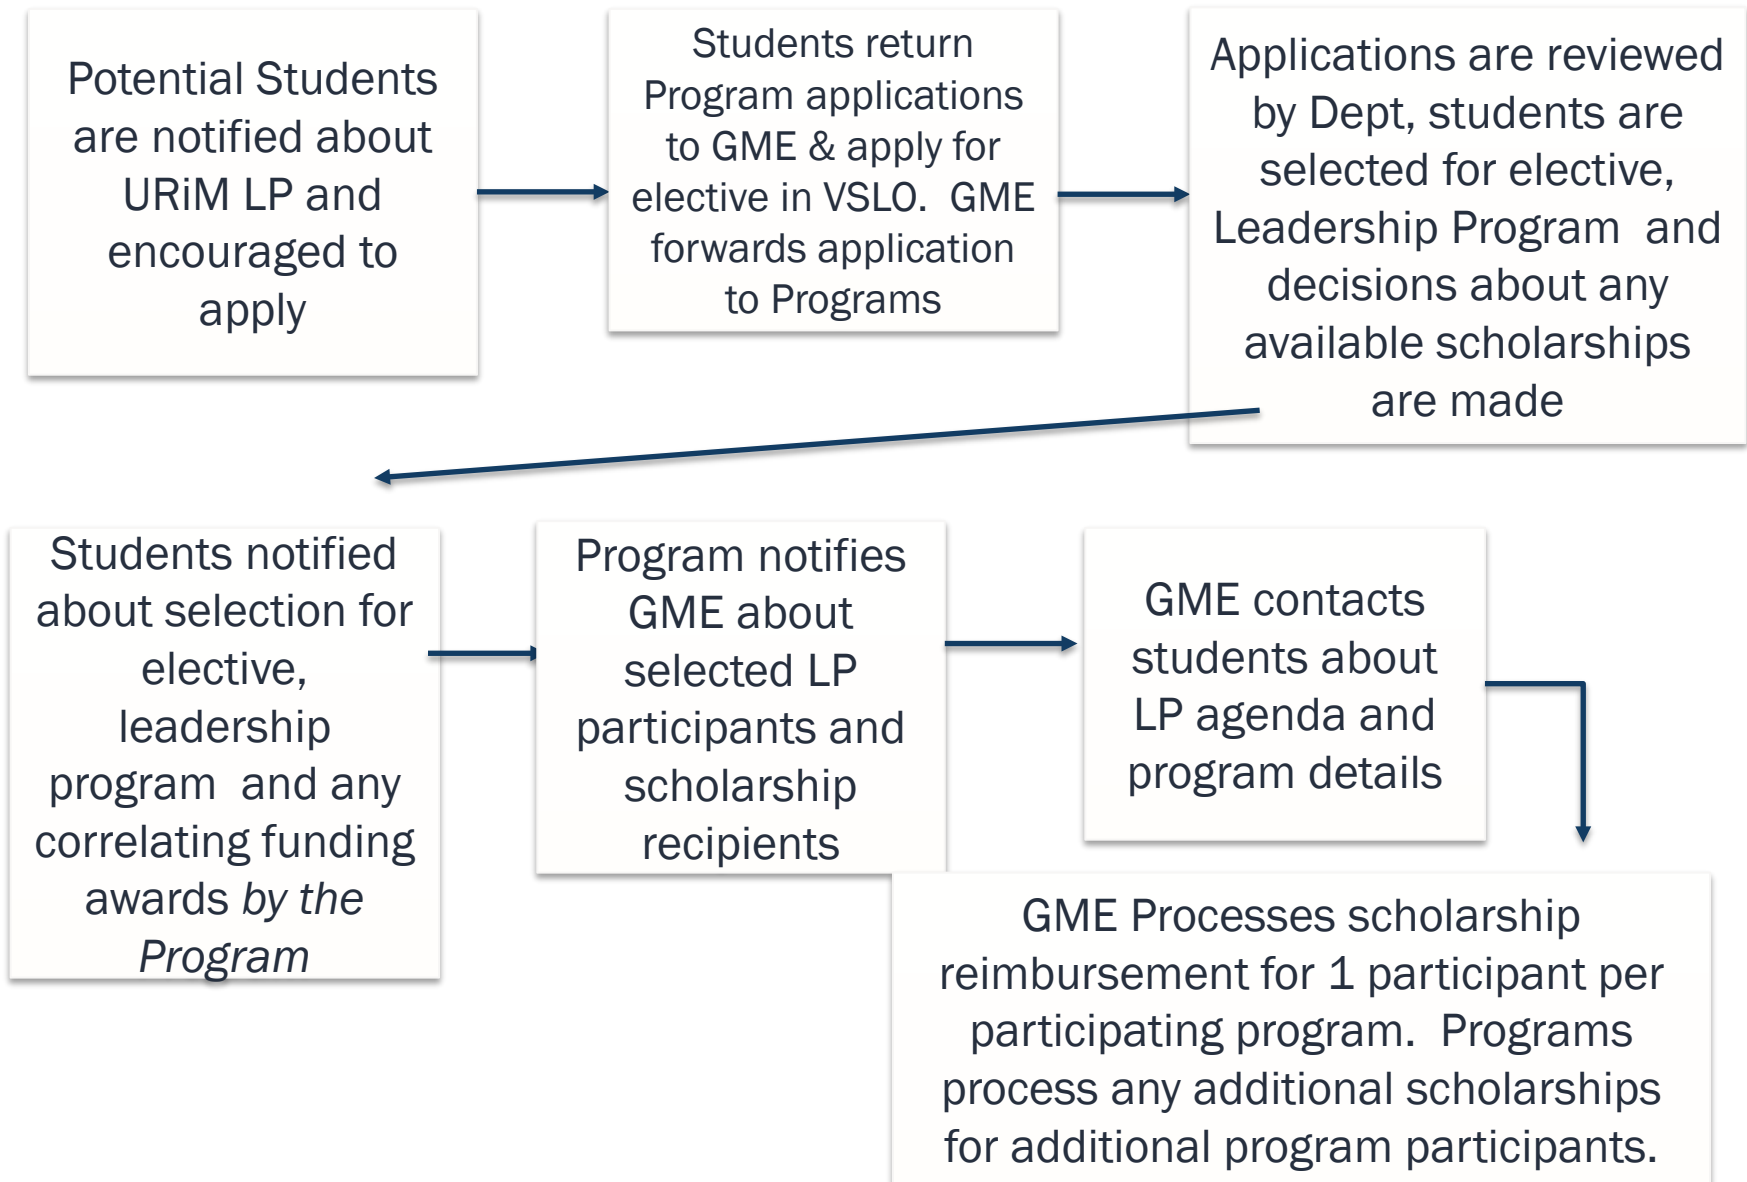 Potential Students
are notified about
URiM LP and
encouraged to
apply
Students return
Program applications
to GME & apply for
elective in VSLO.  GME
forwards application
to Programs
Applications are reviewed
by Dept, students are
selected for elective,
Leadership Program  and
decisions about any
available scholarships
are made
Students notified
about selection for
elective,
leadership
program  and any
correlating funding
awards by the
Program
Program notifies
GME about
selected LP
participants and
scholarship
recipients
GME contacts
students about
LP agenda and
program details
GME Processes scholarship
reimbursement for 1 participant per
participating program.  Programs
process any additional scholarships
for additional program participants.